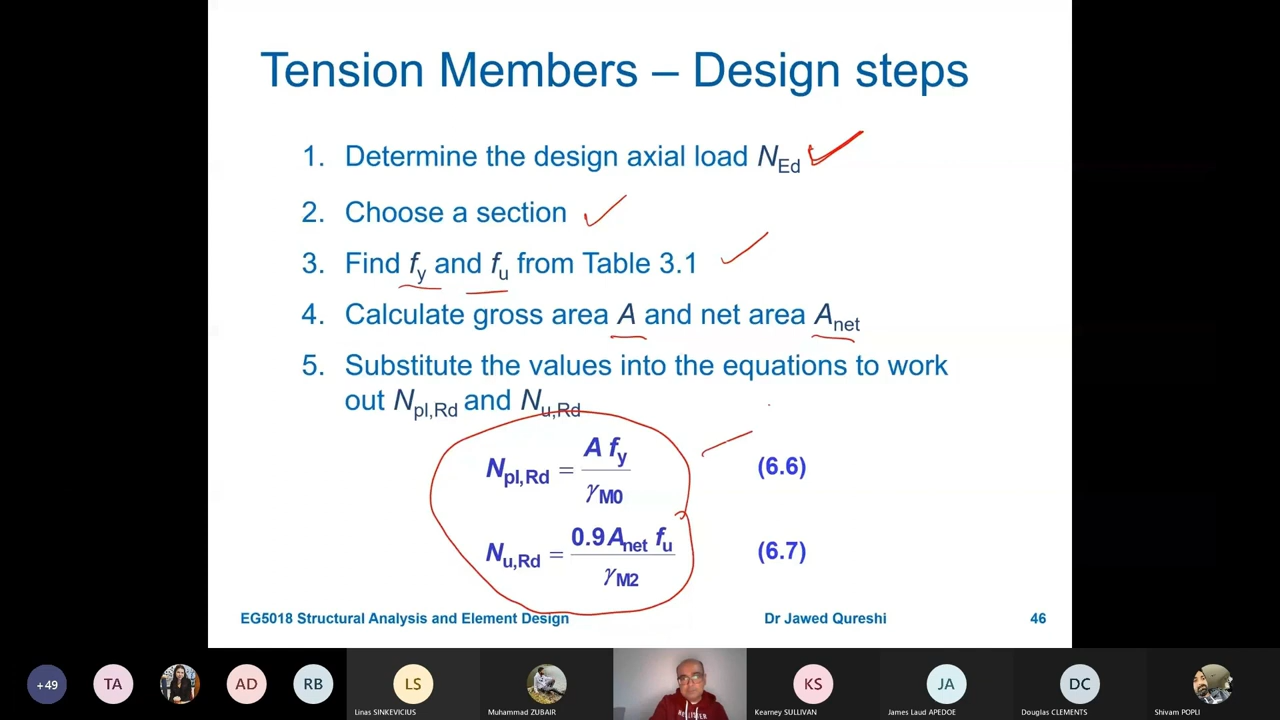 Tension Members – Design steps
1. Determine the design axial load NEd
2. Choose a section
3. Find fy and fu from Table 3.1
4. Calculate gross area A and net area Anet
5. Substitute the values into the equations to work
out Npl,Rd and Nu,Rd
Npl,Rd = A fy / γM0 (6.6)
Nu,Rd = 0.9 Anet fu / γM2 (6.7)
EG5018 Structural Analysis and Element Design Dr Jawed Qureshi 46
+49 TA AD RB LS KS JA DC
Linas SINKEVICIUS Muhammad ZUBAIR Kearney SULLIVAN James Laud APEDOE Douglas CLEMENTS Shivam POPLI